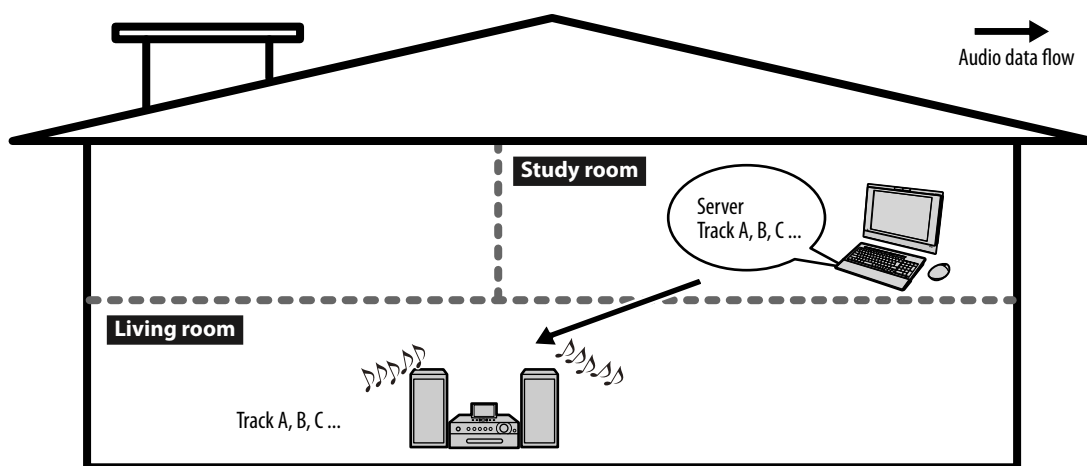 Audio data flow
Study room
Server
Track A, B, C ...
Living room
Track A, B, C ...